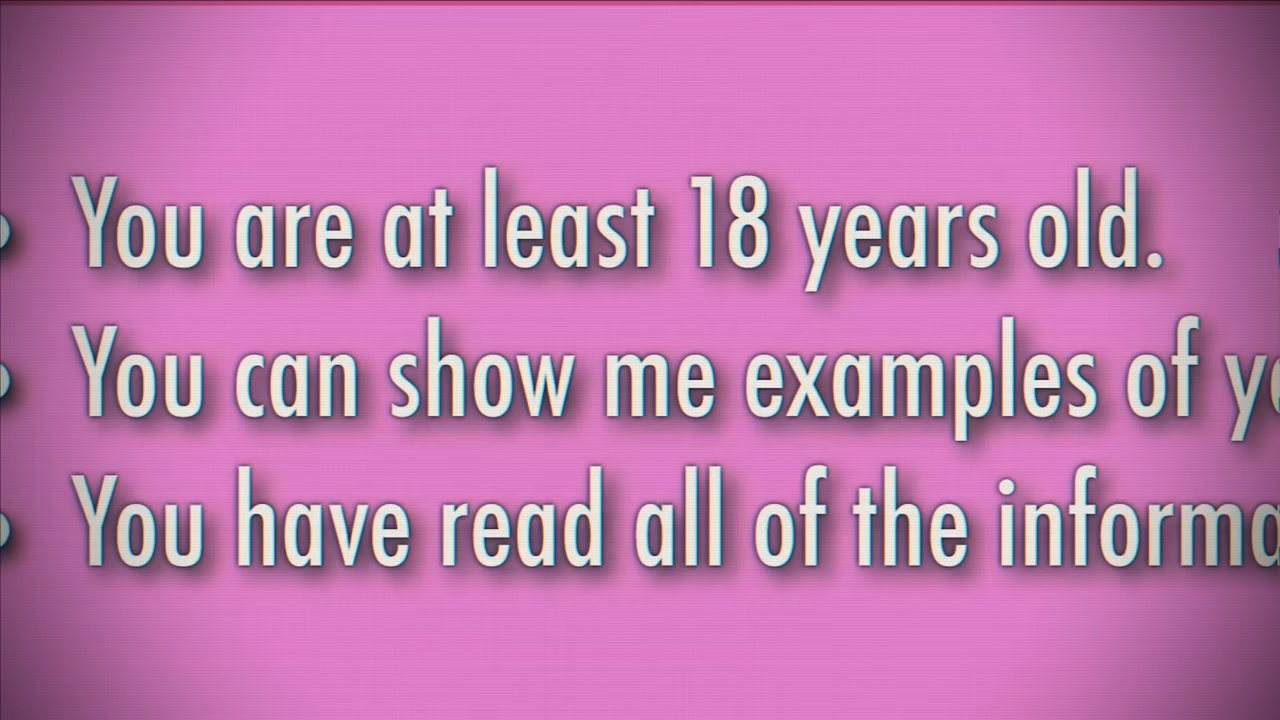 • You are at least 18 years old.
• You can show me examples of
• You have read all of the